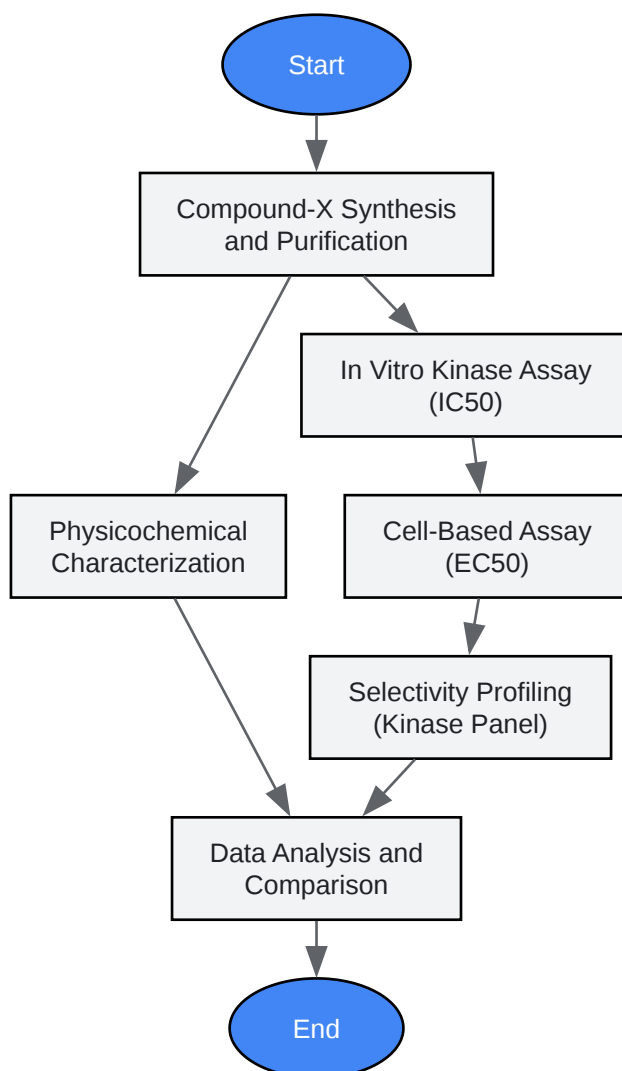 Start
Compound-X Synthesis
and Purification
In Vitro Kinase Assay
(IC50)
Physicochemical
Characterization
Cell-Based Assay
(EC50)
Selectivity Profiling
(Kinase Panel)
Data Analysis and
Comparison
End